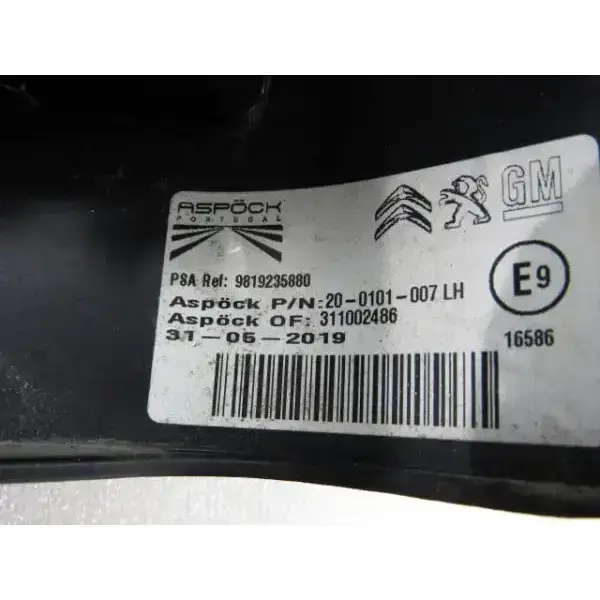 ASPÖCK
PORTUGAL
GM
PSA Ref: 9819235880
Aspöck P/N:20-0101-007 LH
Aspöck OF: 311002486
31-05-2019
E9
16586